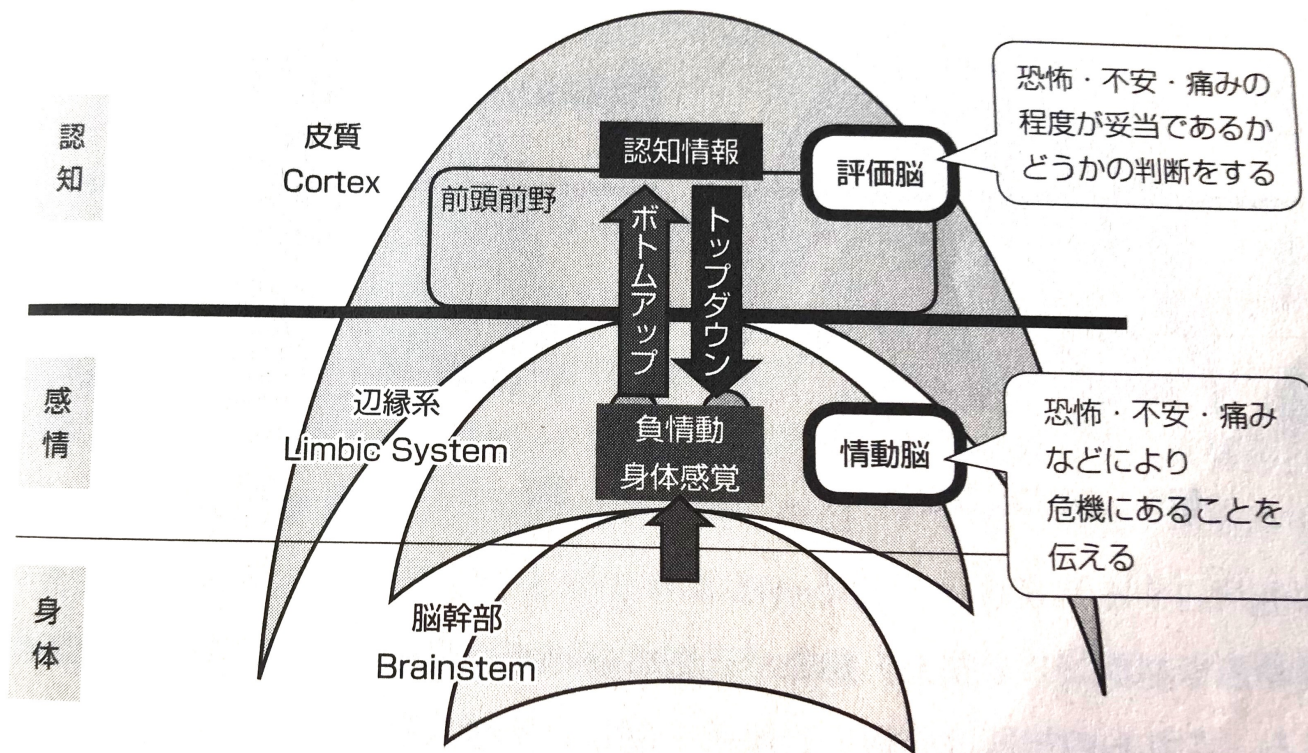 認知
皮質
Cortex
前頭前野
認知情報
評価脳
恐怖・不安・痛みの
程度が妥当であるか
どうかの判断をする
ボトムアップ
トップダウン
感情
辺縁系
Limbic System
負情動
身体感覚
情動脳
恐怖・不安・痛み
などにより
危機にあることを
伝える
身体
脳幹部
Brainstem